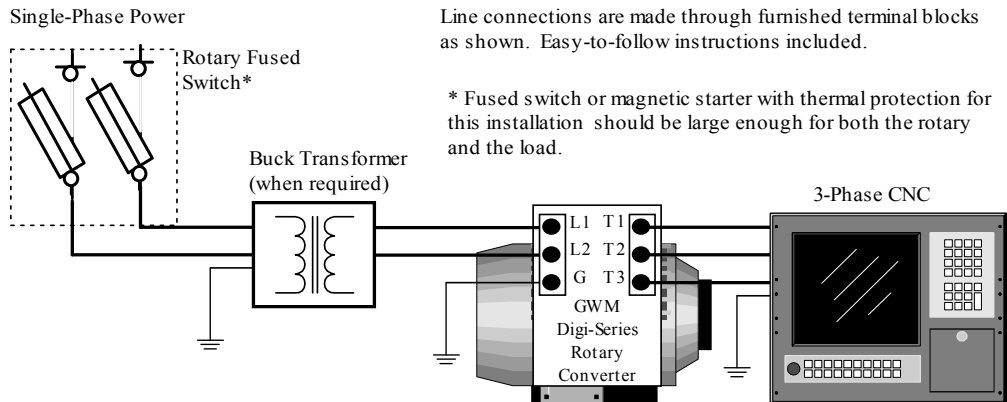 Single-Phase Power
Line connections are made through furnished terminal blocks
as shown. Easy-to-follow instructions included.
Rotary Fused
Switch*
* Fused switch or magnetic starter with thermal protection for
this installation should be large enough for both the rotary
and the load.
Buck Transformer
(when required)
3-Phase CNC
L1 T1
L2 T2
G T3
GWM
Digi-Series
Rotary
Converter